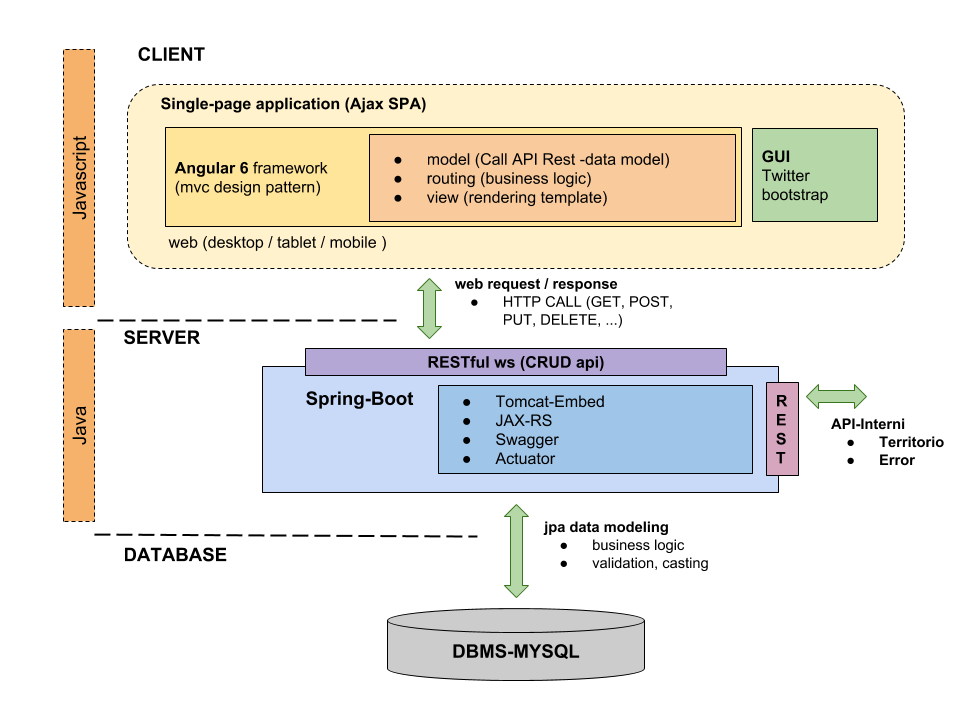 CLIENT
Javascript
Single-page application (Ajax SPA)
Angular 6 framework
(mvc design pattern)
● model (Call API Rest -data model)
● routing (business logic)
● view (rendering template)
GUI
Twitter
bootstrap
web (desktop / tablet / mobile )
web request / response
● HTTP CALL (GET, POST,
PUT, DELETE, ...)
SERVER
Java
RESTful ws (CRUD api)
Spring-Boot
● Tomcat-Embed
● JAX-RS
● Swagger
● Actuator
R
E
S
T
API-Interni
● Territorio
● Error
jpa data modeling
● business logic
● validation, casting
DATABASE
DBMS-MYSQL